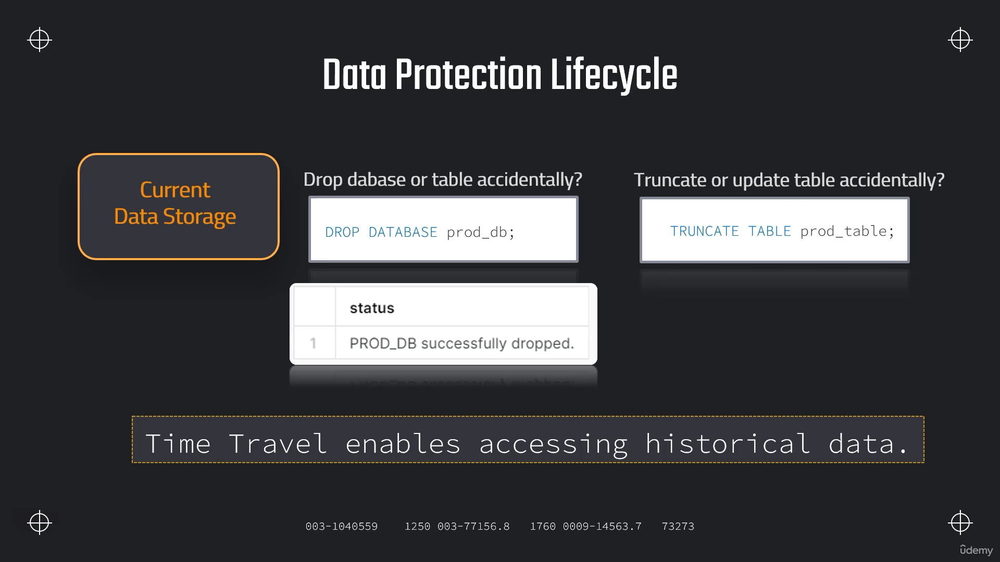 Data Protection Lifecycle
Current
Data Storage
Drop dabase or table accidentally?
DROP DATABASE prod_db;
status
1 PROD_DB successfully dropped.
Truncate or update table accidentally?
TRUNCATE TABLE prod_table;
Time Travel enables accessing historical data.
003-1040559 1250 003-77156.8 1760 0009-14563.7 73273
ûdemy